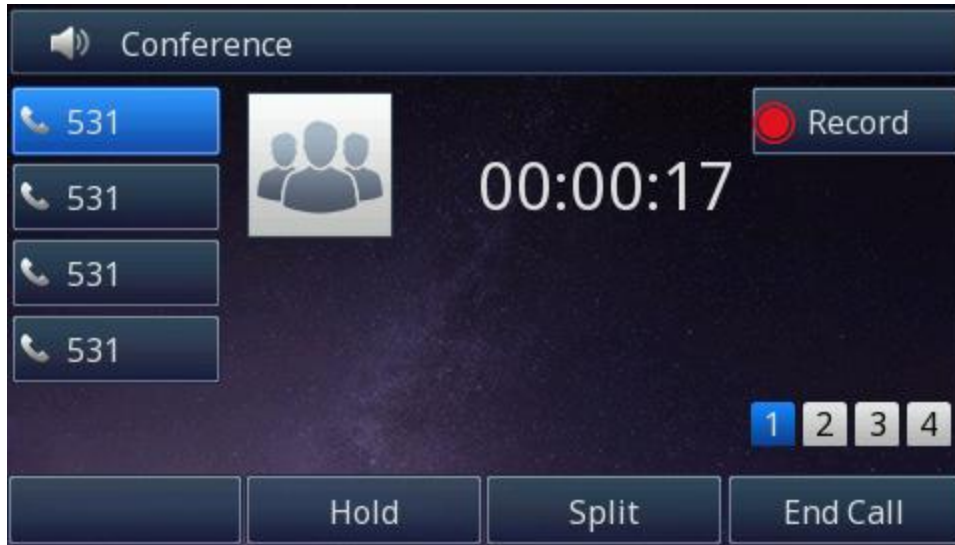 Conference
531
Record
531
00:00:17
531
531
1 2 3 4
Hold Split End Call